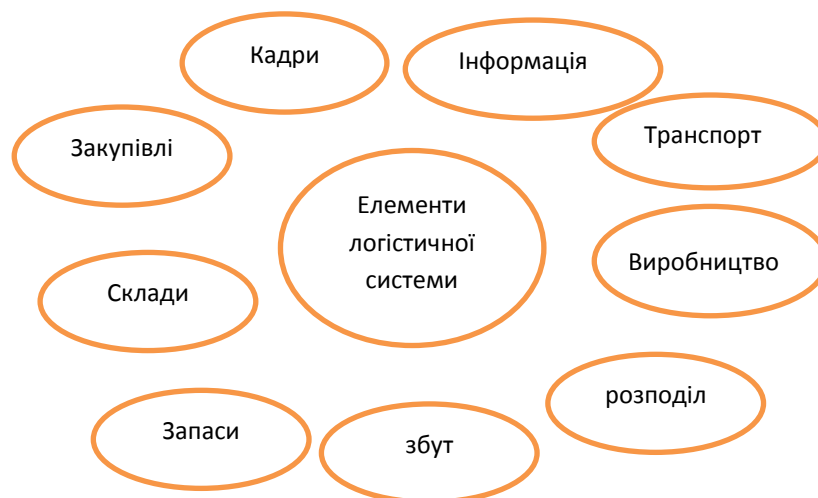 Кадри
Інформація
Закупівлі
Транспорт
Елементи
логістичної
системи
Виробництво
Склади
розподіл
Запаси
збут